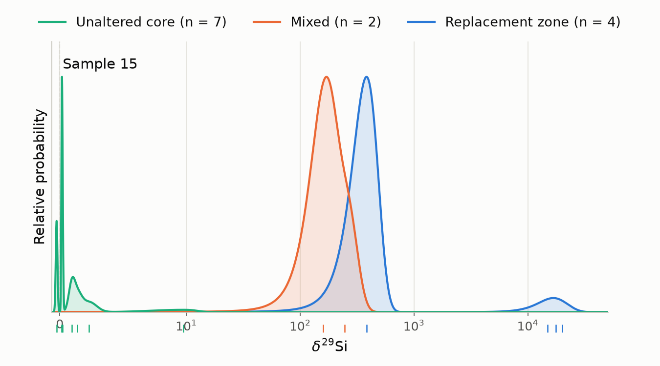 Unaltered core (n = 7) Mixed (n = 2) Replacement zone (n = 4)
Sample 15
Relative probability
0 10¹ 10² 10³ 10⁴
δ²⁹Si